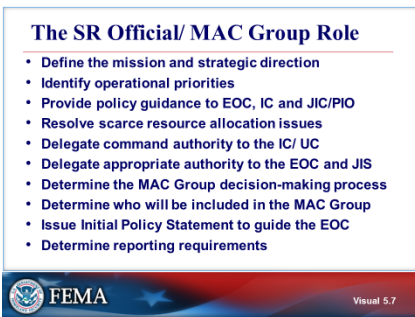 The SR Official/ MAC Group Role
• Define the mission and strategic direction
• Identify operational priorities
• Provide policy guidance to EOC, IC and JIC/PIO
• Resolve scarce resource allocation issues
• Delegate command authority to the IC/ UC
• Delegate appropriate authority to the EOC and JIS
• Determine the MAC Group decision-making process
• Determine who will be included in the MAC Group
• Issue Initial Policy Statement to guide the EOC
• Determine reporting requirements
FEMA
Visual 5.7